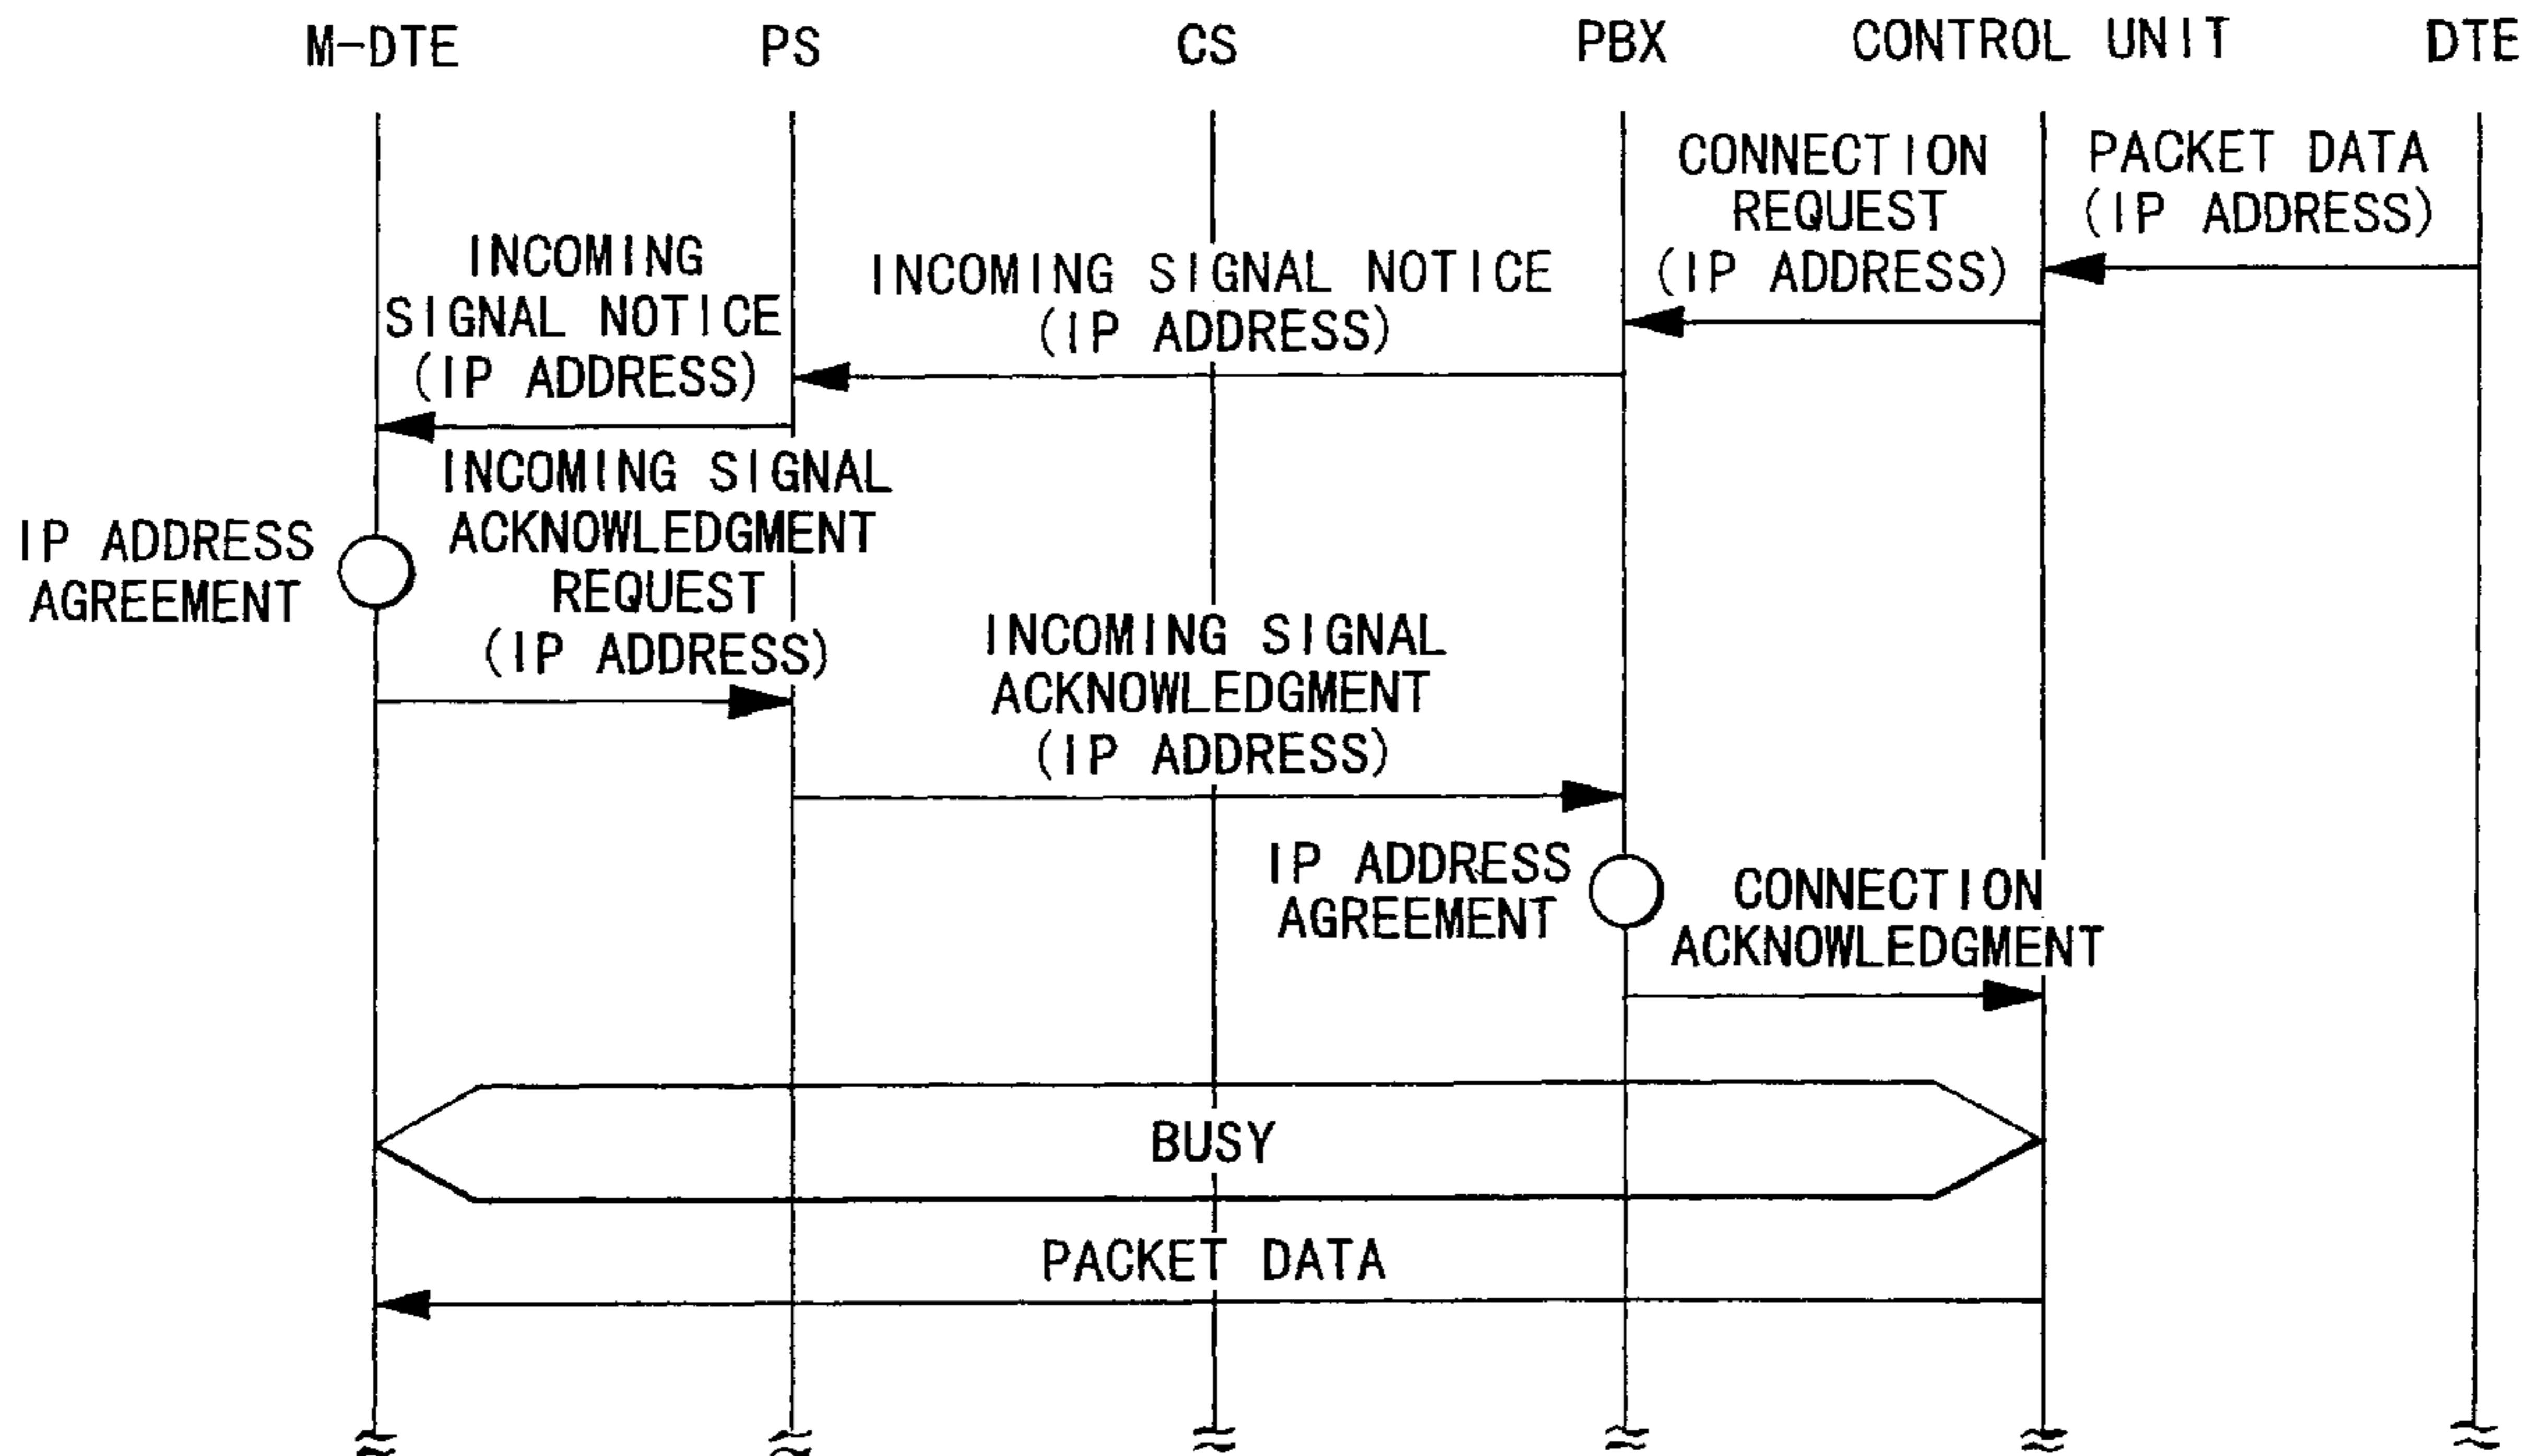 M-DTE
PS
CS
PBX
CONTROL UNIT
DTE
PACKET DATA
(IP ADDRESS)
CONNECTION
REQUEST
(IP ADDRESS)
INCOMING SIGNAL NOTICE
(IP ADDRESS)
INCOMING
SIGNAL NOTICE
(IP ADDRESS)
IP ADDRESS
AGREEMENT
INCOMING SIGNAL
ACKNOWLEDGMENT
REQUEST
(IP ADDRESS)
INCOMING SIGNAL
ACKNOWLEDGMENT
(IP ADDRESS)
IP ADDRESS
AGREEMENT
CONNECTION
ACKNOWLEDGMENT
BUSY
PACKET DATA